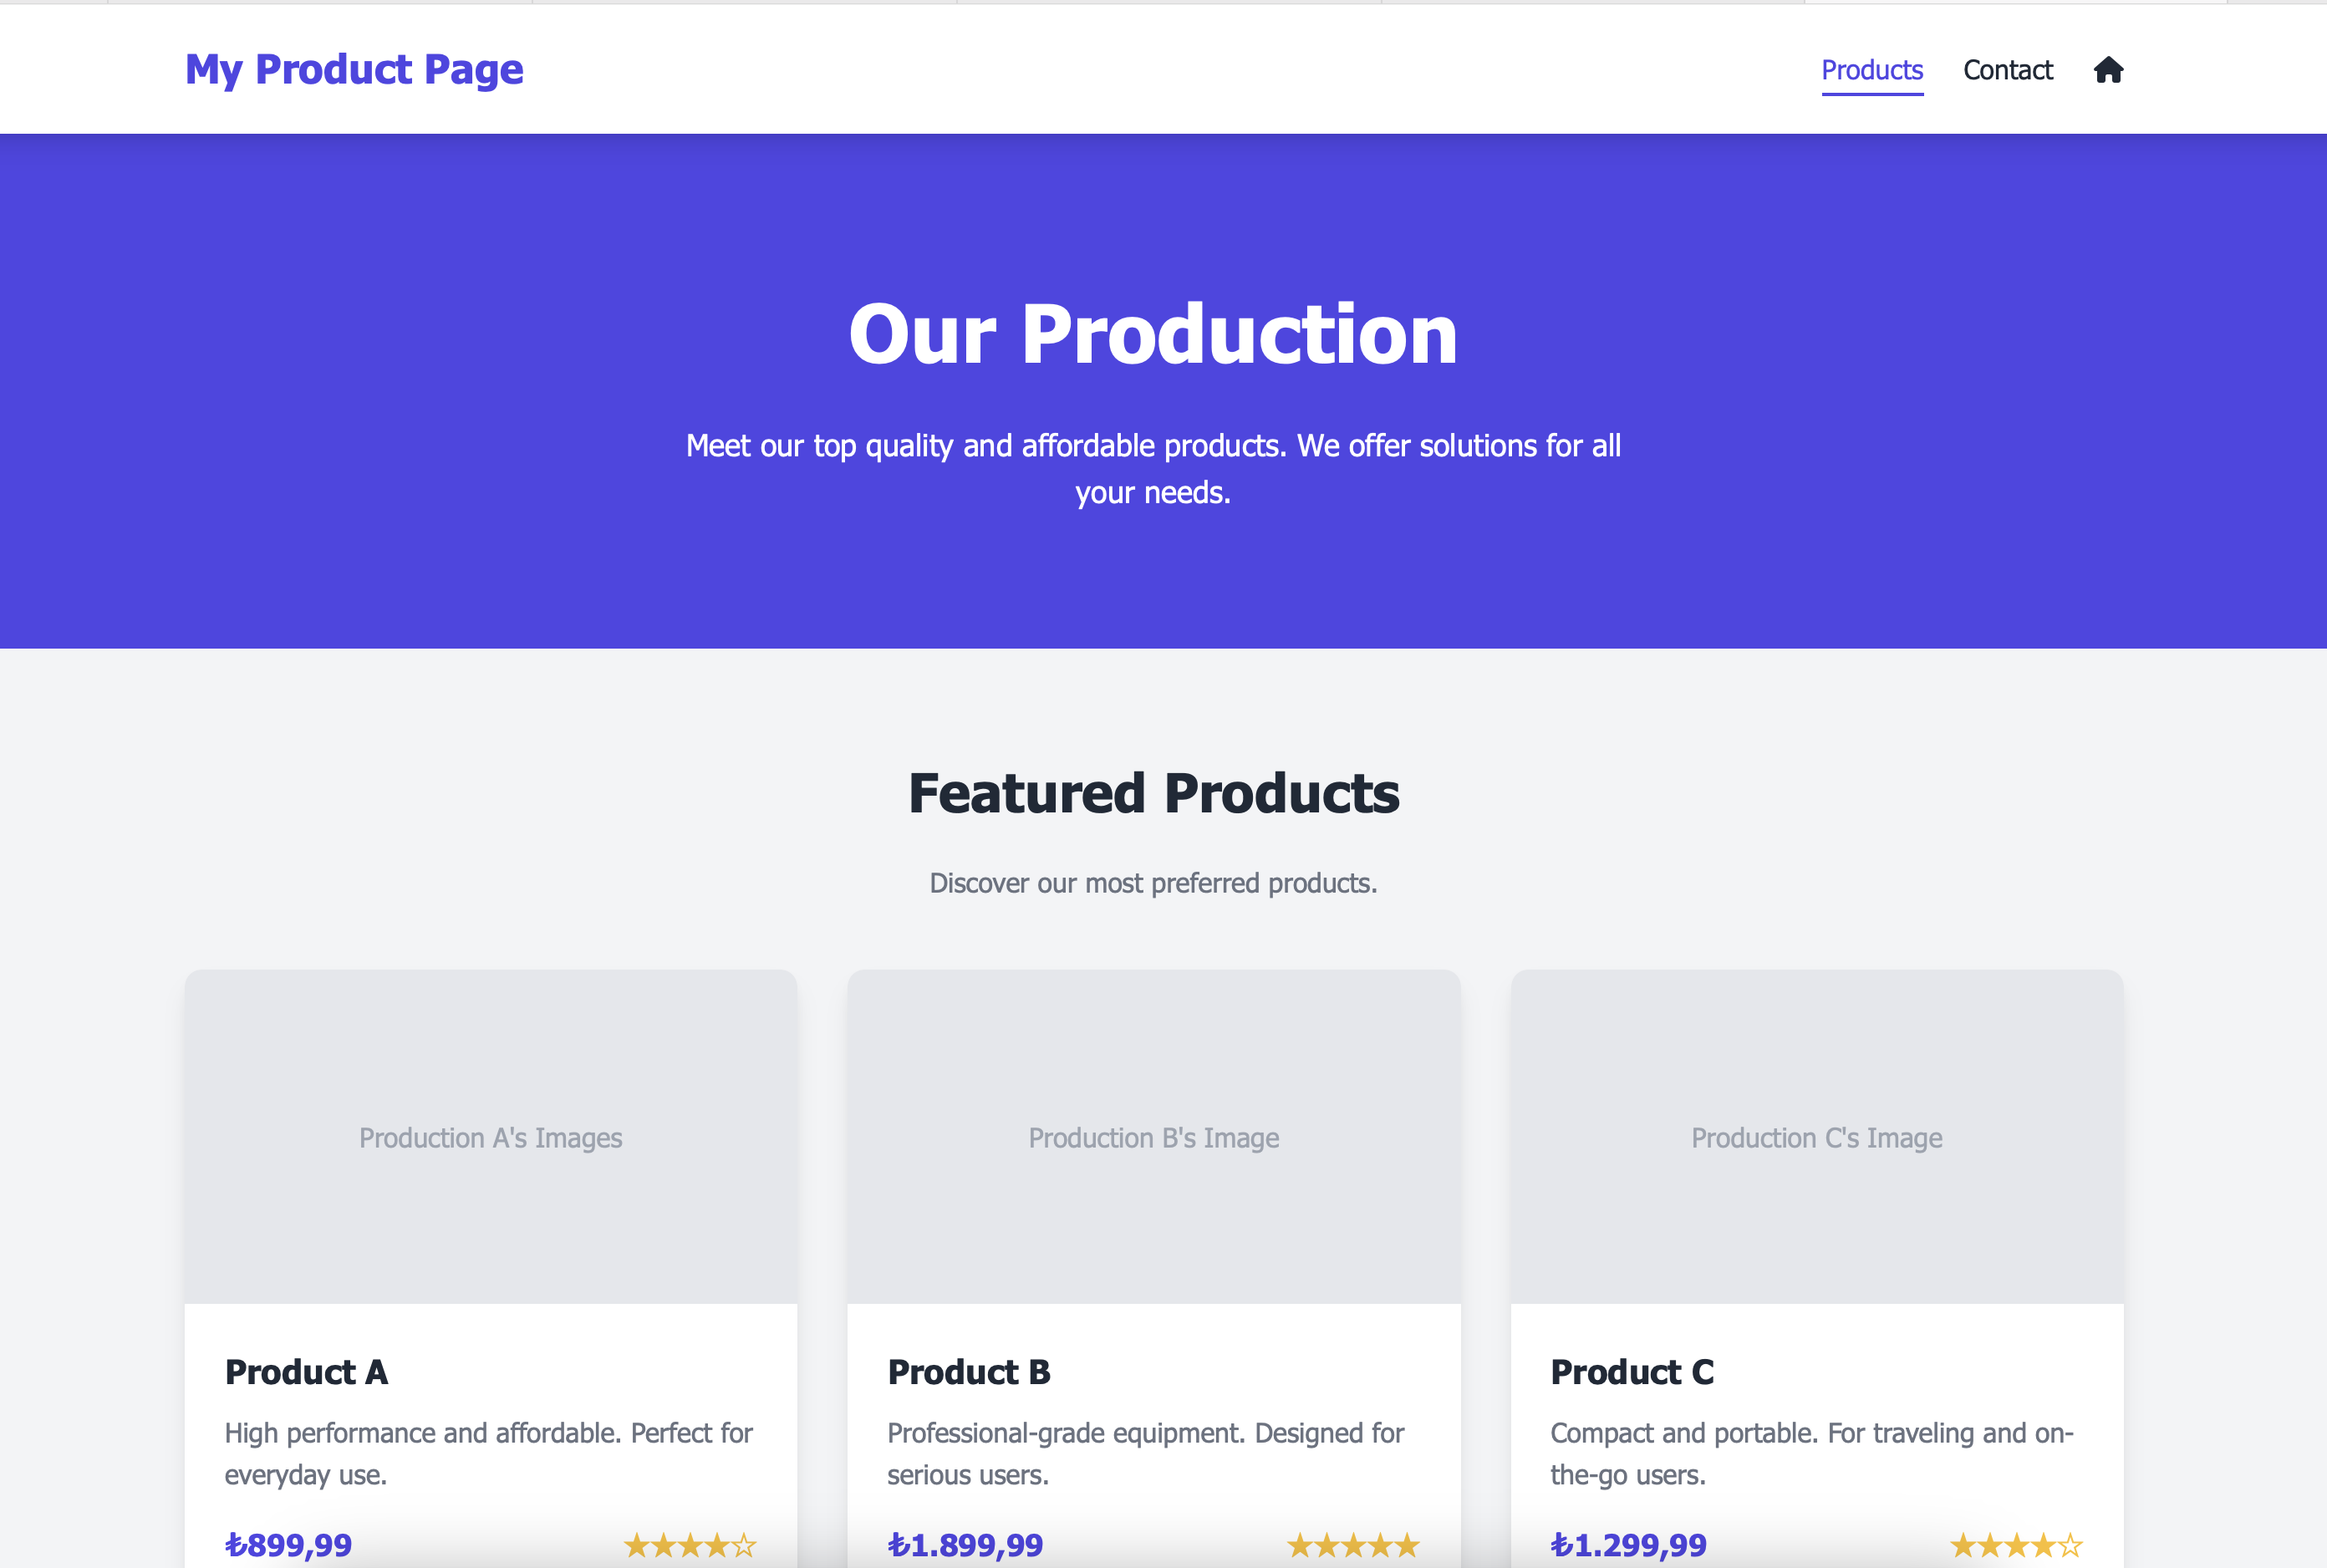 My Product Page
Products
Contact
Our Production
Meet our top quality and affordable products. We offer solutions for all
your needs.
Featured Products
Discover our most preferred products.
Production A's Images
Production B's Image
Production C's Image
Product A
High performance and affordable. Perfect for
everyday use.
₺899,99
Product B
Professional-grade equipment. Designed for
serious users.
₺1.899,99
Product C
Compact and portable. For traveling and on-
the-go users.
₺1.299,99